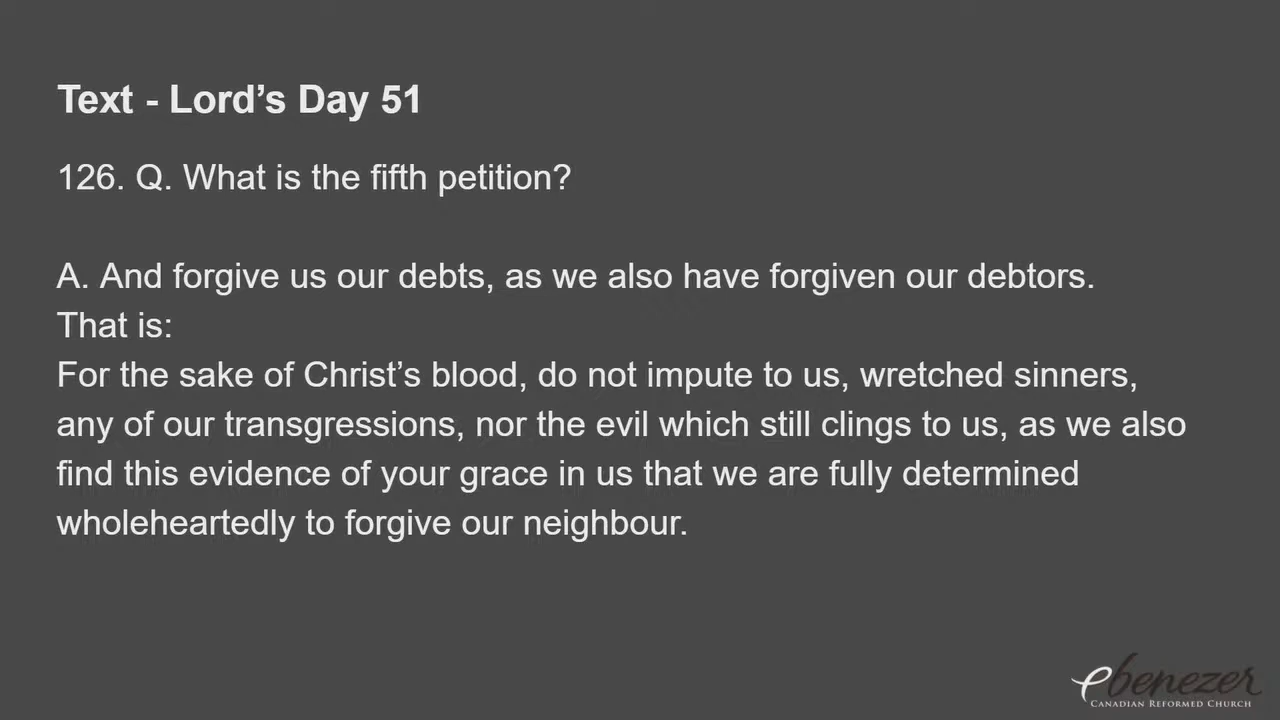 Text - Lord’s Day 51
126. Q. What is the fifth petition?
A. And forgive us our debts, as we also have forgiven our debtors.
That is:
For the sake of Christ’s blood, do not impute to us, wretched sinners,
any of our transgressions, nor the evil which still clings to us, as we also
find this evidence of your grace in us that we are fully determined
wholeheartedly to forgive our neighbour.
ebenezer
CANADIAN REFORMED CHURCH